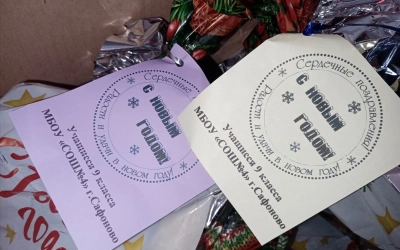 Сердечные поздравления!
С НОВЫМ
ГОДОМ!
Радости и удачи в новом году!
Учащиеся 9 класса
МБОУ «СОШ№4» г.Сафоново
Сердечные поздравления!
С НОВЫМ
ГОДОМ!
Радости и удачи в новом году!
Учащиеся 9 класса
МБОУ «СОШ№4» г.Сафоново